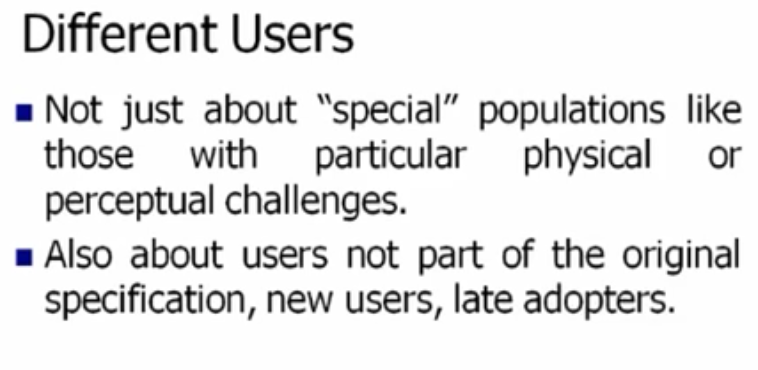 Different Users
Not just about “special” populations like
those with particular physical or
perceptual challenges.
Also about users not part of the original
specification, new users, late adopters.